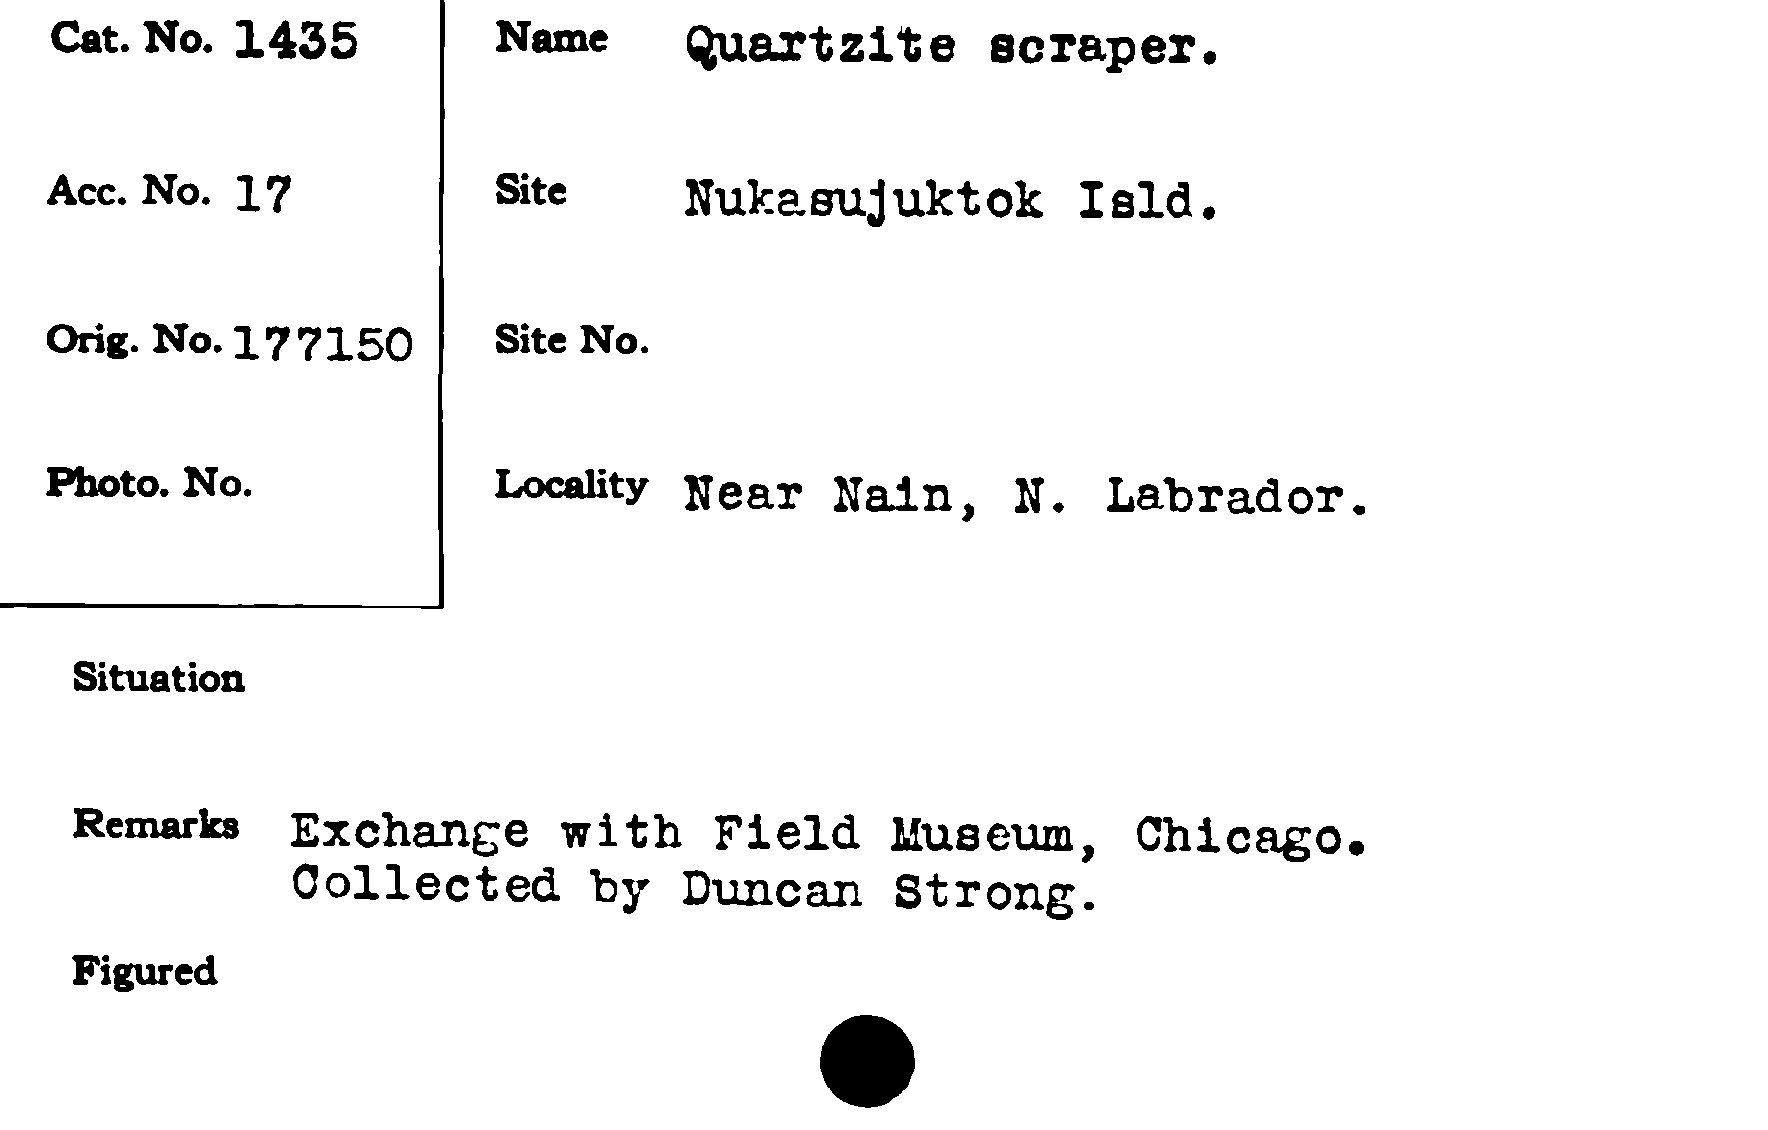 Cat. No. 1435
Name Quartzite scraper.
Acc. No. 17
Site Nukasujuktok Isld.
Orig. No. 177150
Site No.
Photo. No.
Locality Near Nain, N. Labrador.
Situation
Remarks Exchange with Field Museum, Chicago.
Collected by Duncan Strong.
Figured